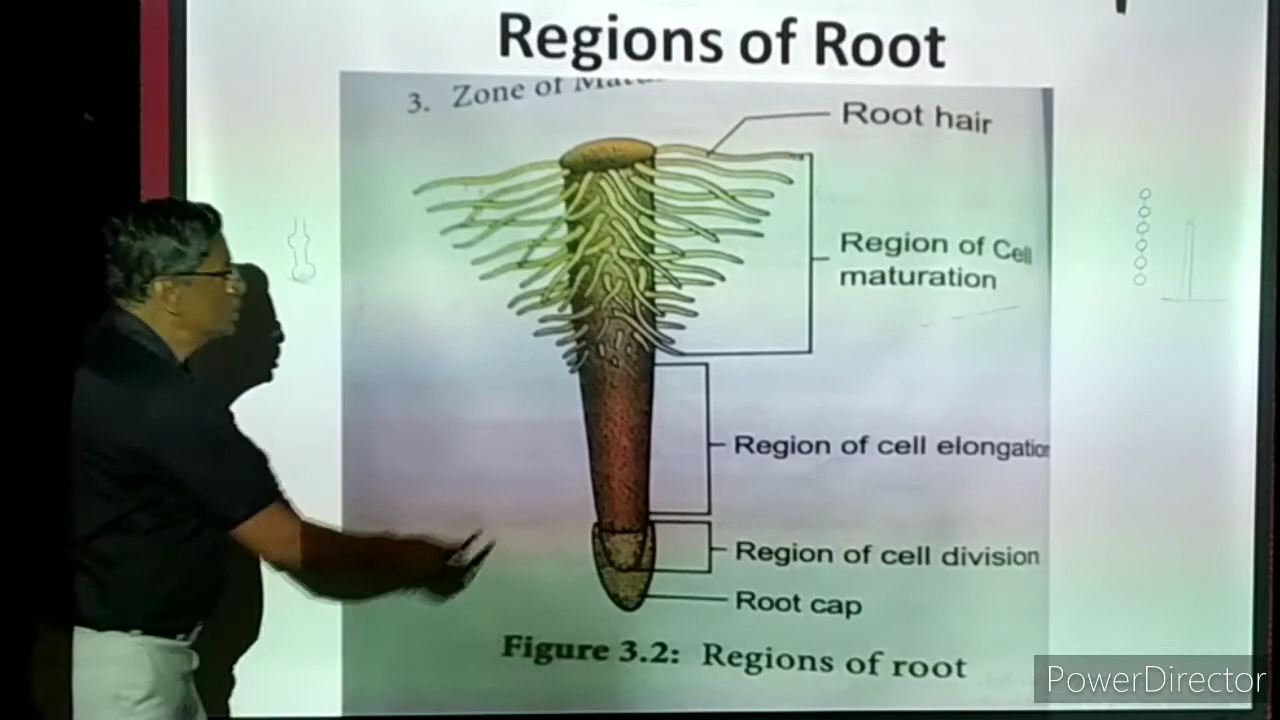 Regions of Root
3. Zone of
Root hair
Region of Cell
maturation
Region of cell elongation
Region of cell division
Root cap
Figure 3.2: Regions of root
PowerDirector